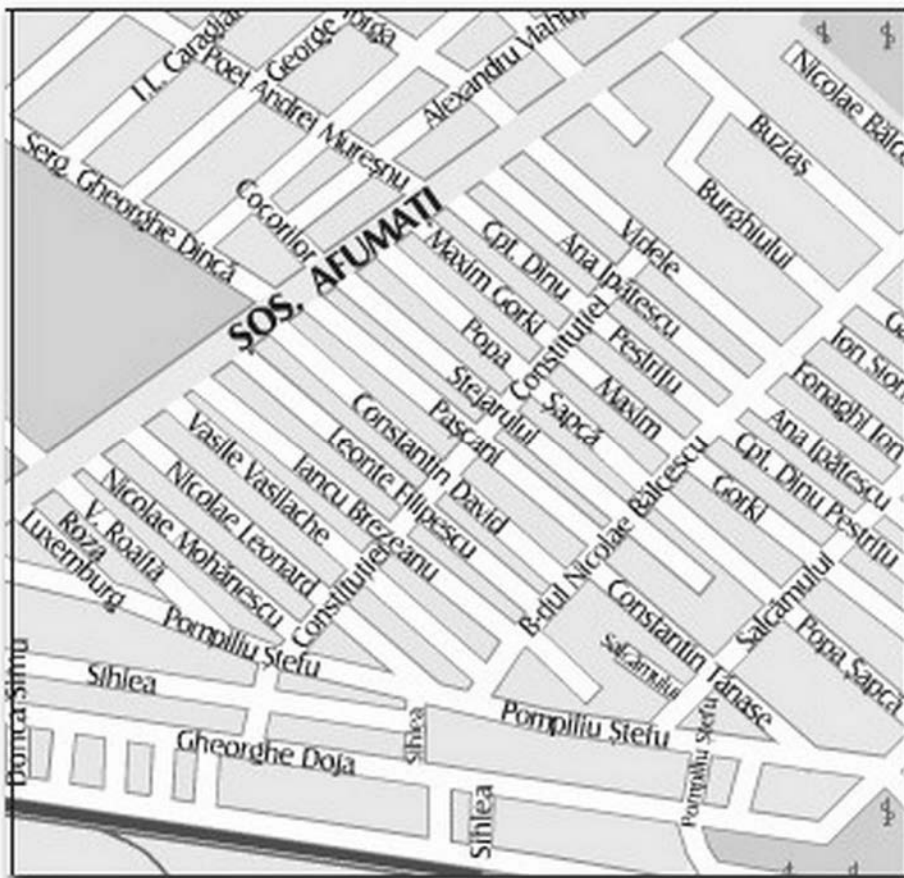 I.L. Caragiale
George
Iorga
Poet Andrei Mureșnu
Alexandru Vlahuț
Nicolae Bălce
Serg. Gheorghe Dincă
Cocorilor
ȘOS. AFUMATI
Buziaș
Burghiului
Videle
Ana Ipătescu
Cpt. Dinu
Maxim Gorki
Constituției
Pestrițu
Popa
Maxim
Stejarului
Șapcă
Pașcani
Ion Sion
Fonaghi Ion
Ana Ipătescu
Cpt. Dinu Pestrițu
Gorki
Constantin David
Leonte Filipescu
Iancu Brezeanu
Vasile Vasilache
Nicolae Leonard
Nicolae Mohănescu
V. Roaită
Roza
Luxemburg
B-dul Nicolae Bălcescu
Constituției
Salcâmului
Constantin Tănase
Salcâmului
Popa Șapcă
Pompiliu Ștefu
Sihlea
Donca Simu
Gheorghe Doja
Sihlea
Pompiliu Ștefu
Pompiliu Ștefu
Sihlea